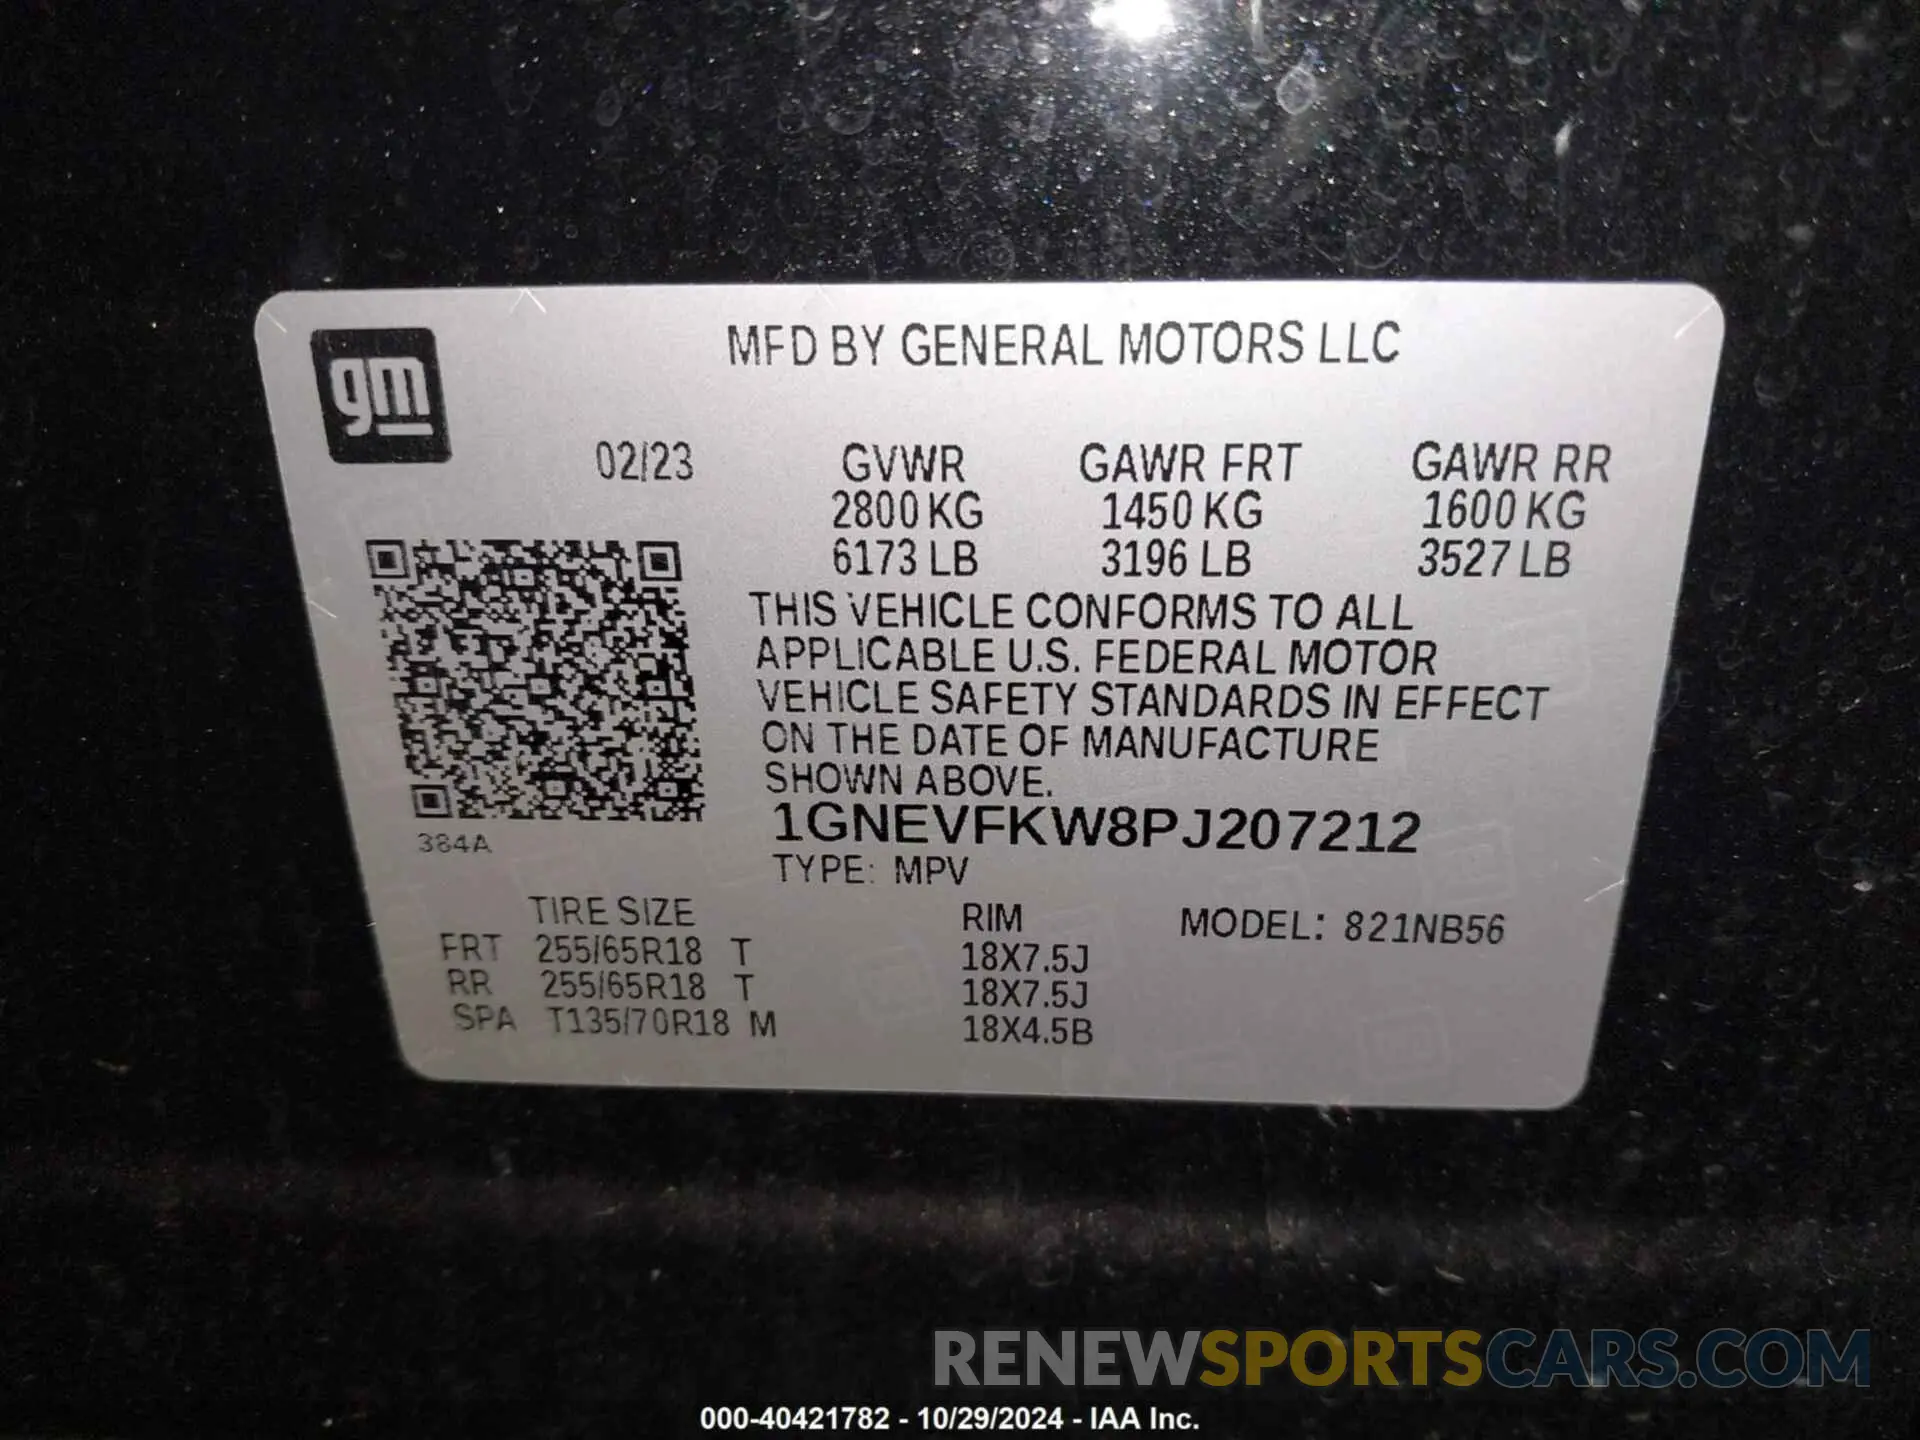 gm
MFD BY GENERAL MOTORS LLC
02/23 GVWR GAWR FRT GAWR RR
2800 KG 1450 KG 1600 KG
6173 LB 3196 LB 3527 LB
THIS VEHICLE CONFORMS TO ALL
APPLICABLE U.S. FEDERAL MOTOR
VEHICLE SAFETY STANDARDS IN EFFECT
ON THE DATE OF MANUFACTURE
SHOWN ABOVE.
1GNEVFKW8PJ207212
384A
TYPE: MPV
TIRE SIZE RIM MODEL: 821NB56
FRT 255/65R18 T 18X7.5J
RR 255/65R18 T 18X7.5J
SPA T135/70R18 M 18X4.5B
RENEWSPORTSCARS.COM
000-40421782 - 10/29/2024 - IAA Inc.